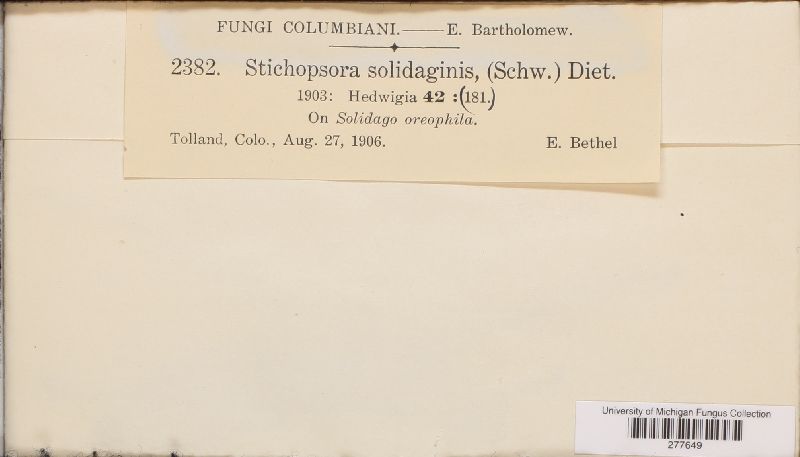 FUNGI COLUMBIANI.——E. Bartholomew.
2382. Stichopsora solidaginis, (Schw.) Diet.
1903: Hedwigia 42 :(181.)
On Solidago oreophila.
Tolland, Colo., Aug. 27, 1906. E. Bethel
University of Michigan Fungus Collection
277649